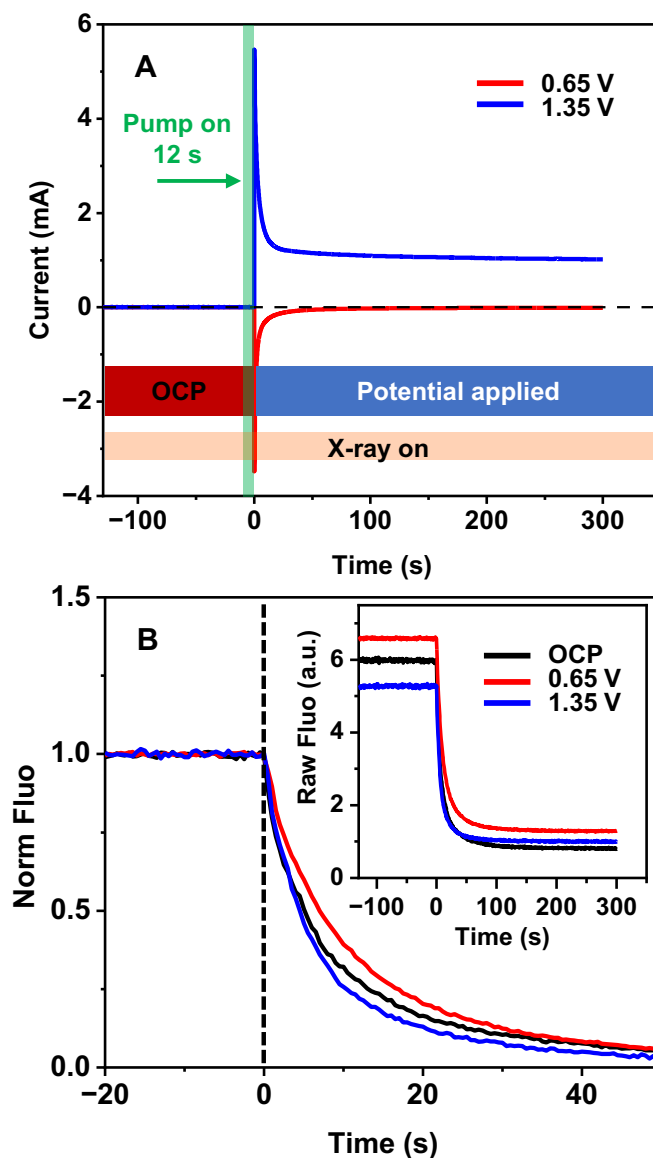 A
0.65 V
1.35 V
Pump on
12 s
Current (mA)
6
4
2
0
−2
−4
OCP
Potential applied
X-ray on
−100
0
100
200
300
Time (s)
B
Norm Fluo
1.5
1.0
0.5
0.0
−20
0
20
40
Time (s)
OCP
0.65 V
1.35 V
Raw Fluo (a.u.)
6
4
2
0
−100
0
100
200
300
Time (s)